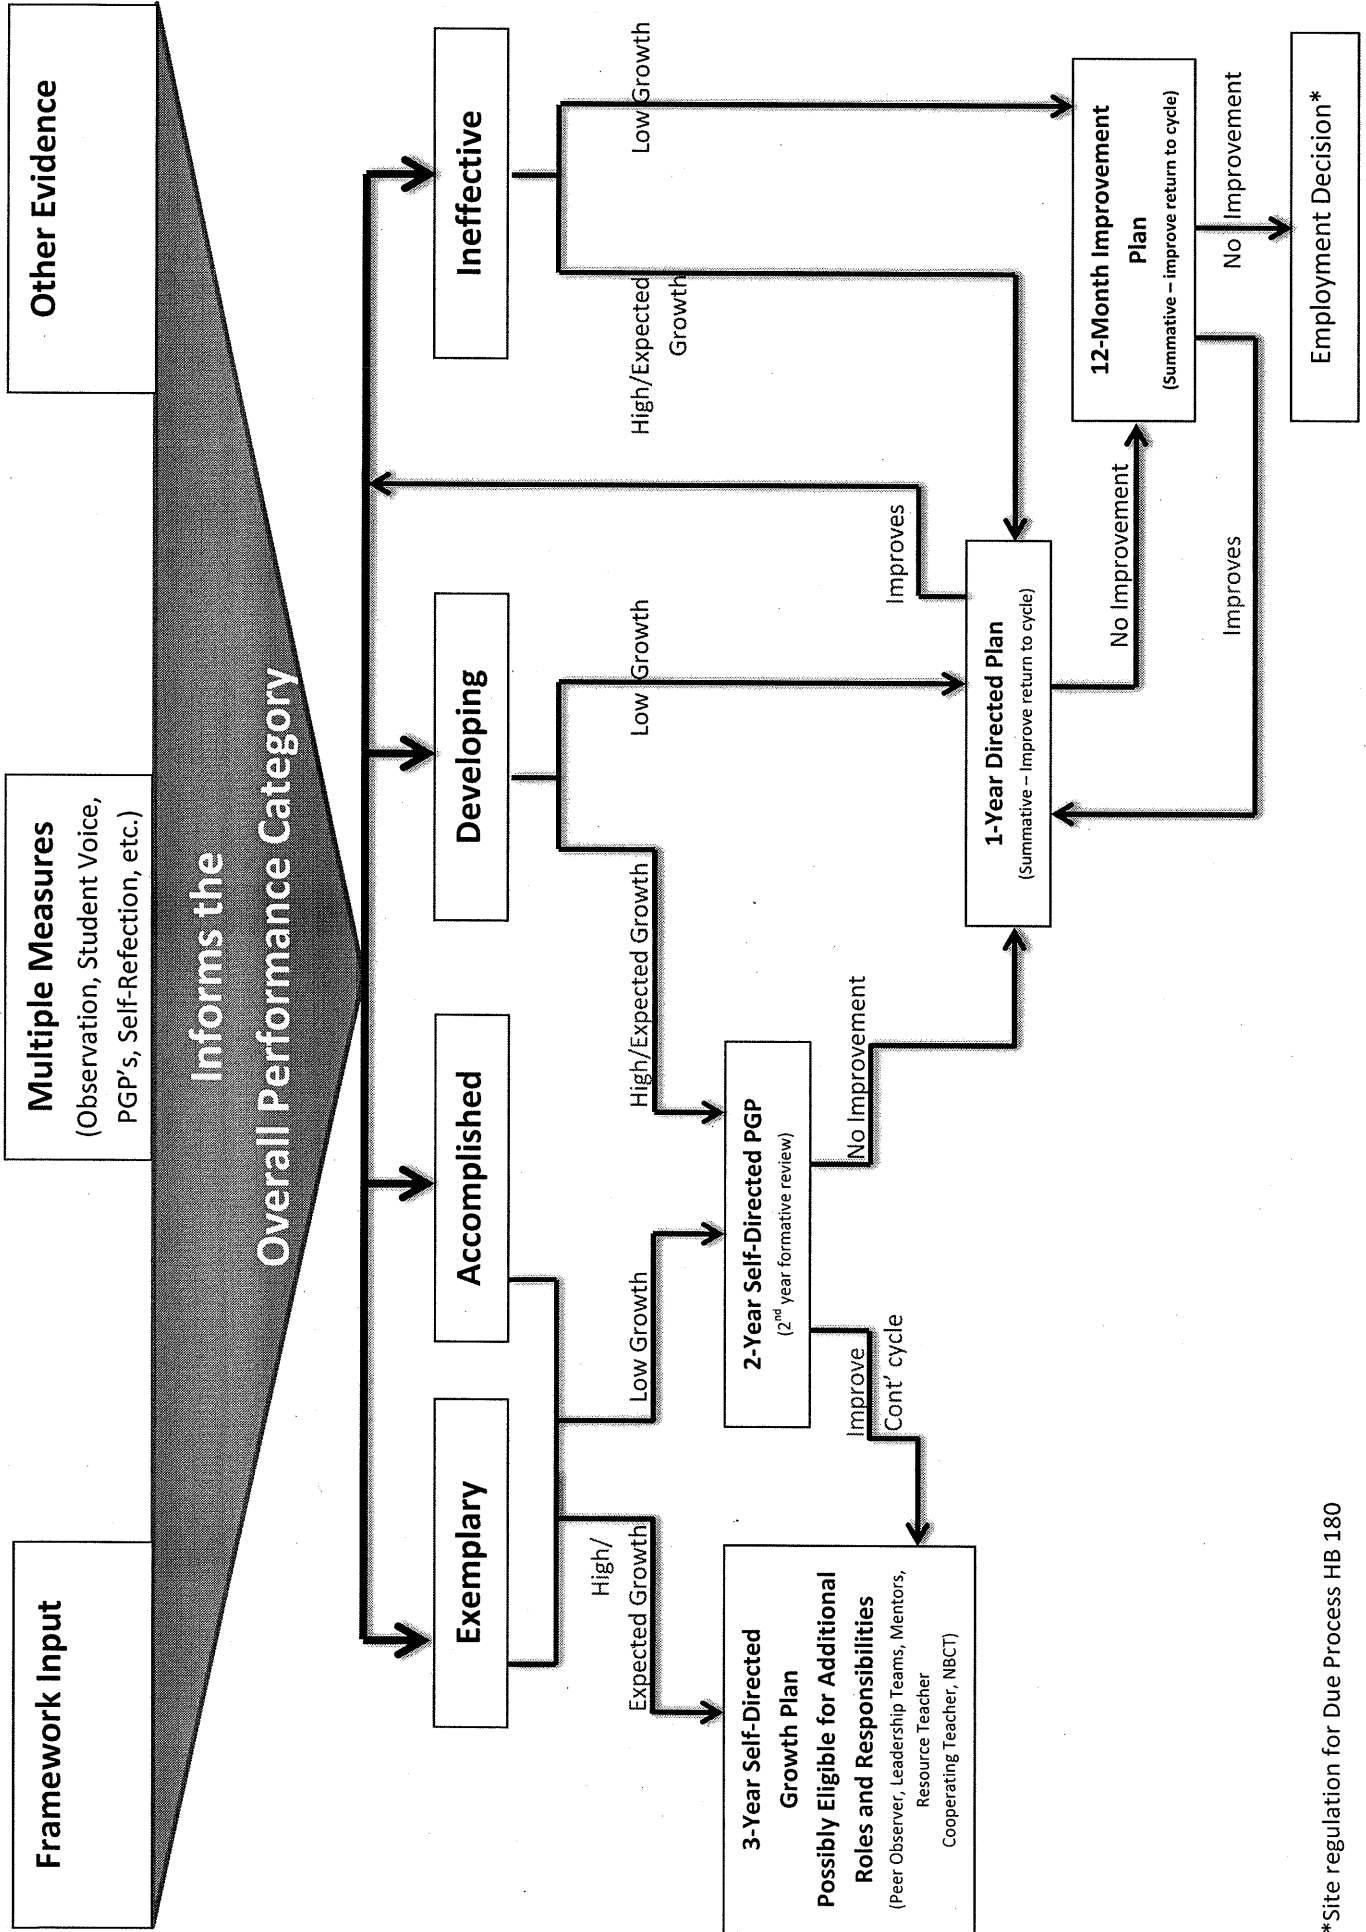 Framework Input
Multiple Measures
(Observation, Student Voice,
PGP's, Self-Refection, etc.)
Other Evidence
Informs the
Overall Performance Category
Exemplary
Accomplished
Developing
Ineffective
High/
Expected Growth
Low Growth
High/Expected Growth
Low Growth
High/Expected
Growth
Low Growth
3-Year Self-Directed
Growth Plan
Possibly Eligible for Additional
Roles and Responsibilities
(Peer Observer, Leadership Teams, Mentors,
Resource Teacher
Cooperating Teacher, NBCT)
2-Year Self-Directed PGP
(2nd year formative review)
Improve
Cont' cycle
No Improvement
Improves
1-Year Directed Plan
(Summative – Improve return to cycle)
No Improvement
12-Month Improvement
Plan
(Summative – improve return to cycle)
Improves
No Improvement
Employment Decision*
*Site regulation for Due Process HB 180